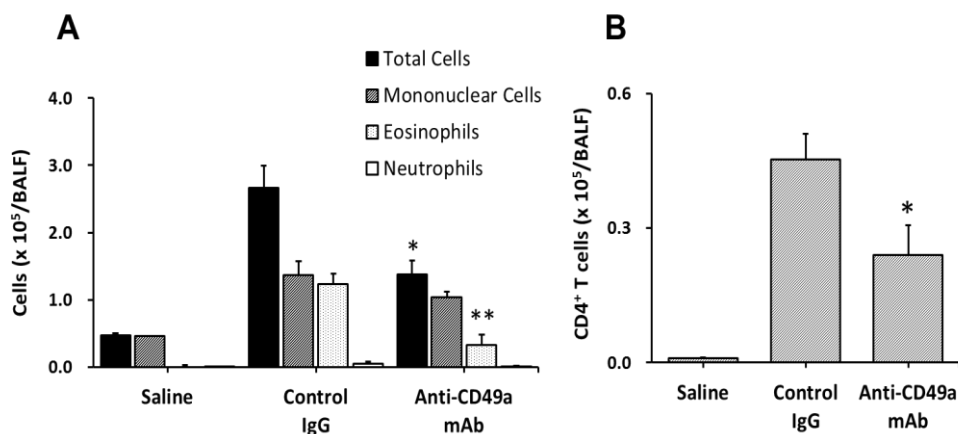 A
Total Cells
Mononuclear Cells
Eosinophils
Neutrophils
Cells (x 10⁵/BALF)
4.0
3.0
2.0
1.0
0.0
*
**
Saline
Control
IgG
Anti-CD49a
mAb
B
CD4⁺ T cells (x 10⁵/BALF)
0.6
0.3
0.0
*
Saline
Control
IgG
Anti-CD49a
mAb